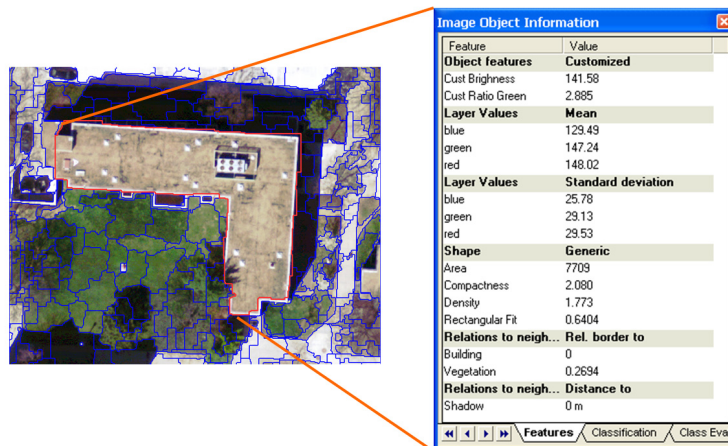 Image Object Information
Feature Value
Object features Customized
Cust Brighness 141.58
Cust Ratio Green 2.885
Layer Values Mean
blue 129.49
green 147.24
red 148.02
Layer Values Standard deviation
blue 25.78
green 29.13
red 29.53
Shape Generic
Area 7709
Compactness 2.080
Density 1.773
Rectangular Fit 0.6404
Relations to neigh... Rel. border to
Building 0
Vegetation 0.2694
Relations to neigh... Distance to
Shadow 0 m
Features Classification Class Eva